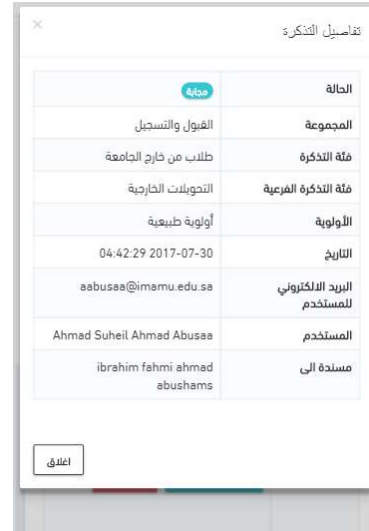 تفاصيل التذكرة
×
الحالة
مجابة
المجموعة
القبول والتسجيل
فئة التذكرة
طلاب من خارج الجامعة
فئة التذكرة الفرعية
التحويلات الخارجية
الأولوية
أولوية طبيعية
التاريخ
04:42:29 2017-07-30
البريد الالكتروني
للمستخدم
aabusaa@imamu.edu.sa
المستخدم
Ahmad Suheil Ahmad Abusaa
مسندة الى
ibrahim fahmi ahmad
abushams
اغلاق